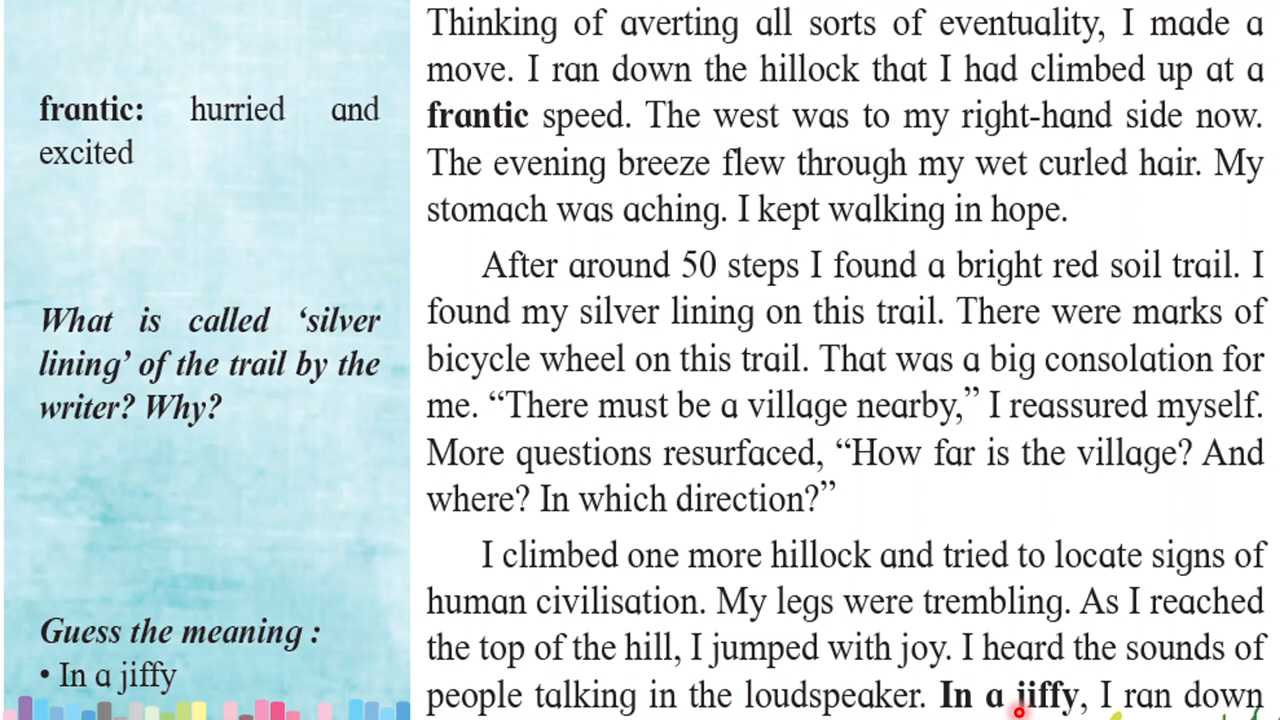 frantic: hurried and
excited
What is called ‘silver
lining’ of the trail by the
writer? Why?
Guess the meaning :
• In a jiffy
Thinking of averting all sorts of eventuality, I made a
move. I ran down the hillock that I had climbed up at a
frantic speed. The west was to my right-hand side now.
The evening breeze flew through my wet curled hair. My
stomach was aching. I kept walking in hope.
After around 50 steps I found a bright red soil trail. I
found my silver lining on this trail. There were marks of
bicycle wheel on this trail. That was a big consolation for
me. “There must be a village nearby,” I reassured myself.
More questions resurfaced, “How far is the village? And
where? In which direction?”
I climbed one more hillock and tried to locate signs of
human civilisation. My legs were trembling. As I reached
the top of the hill, I jumped with joy. I heard the sounds of
people talking in the loudspeaker. In a jiffy, I ran down